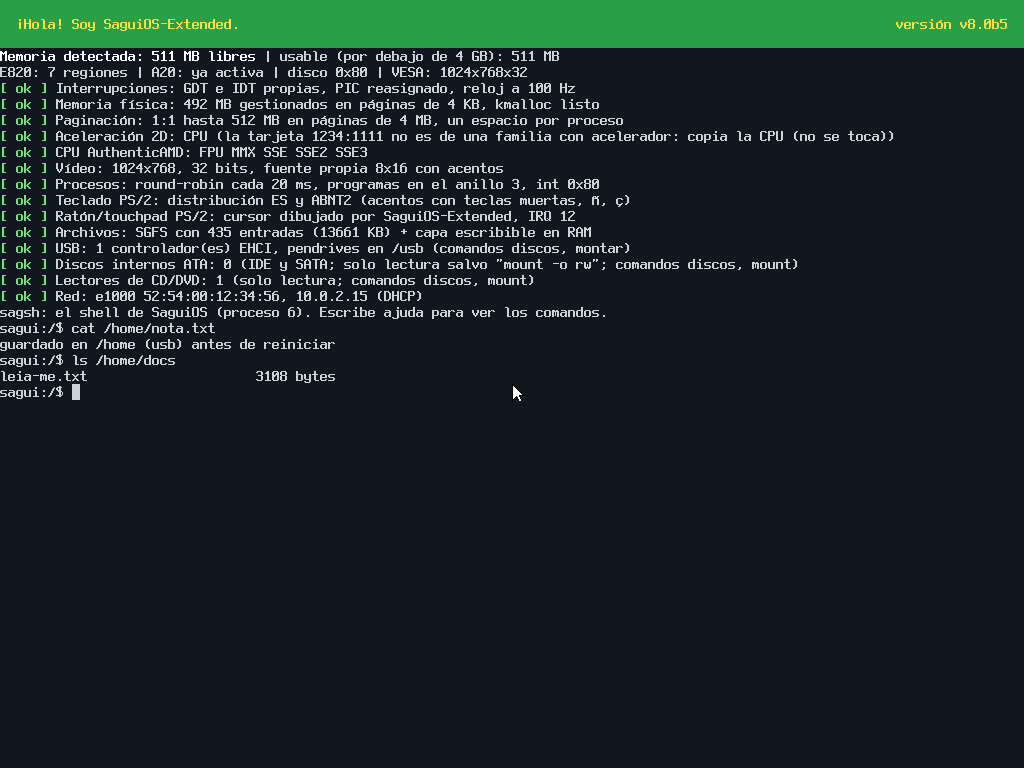 ¡Hola! Soy SaguiOS-Extended.
versión v8.0b5
Memoria detectada: 511 MB libres | usable (por debajo de 4 GB): 511 MB
E820: 7 regiones | A20: ya activa | disco 0x80 | VESA: 1024x768x32
[ ok ] Interrupciones: GDT e IDT propias, PIC reasignado, reloj a 100 Hz
[ ok ] Memoria física: 492 MB gestionados en páginas de 4 KB, kmalloc listo
[ ok ] Paginación: 1:1 hasta 512 MB en páginas de 4 MB, un espacio por proceso
[ ok ] Aceleración 2D: CPU (la tarjeta 1234:1111 no es de una familia con acelerador: copia la CPU (no se toca))
[ ok ] CPU AuthenticAMD: FPU MMX SSE SSE2 SSE3
[ ok ] Vídeo: 1024x768, 32 bits, fuente propia 8x16 con acentos
[ ok ] Procesos: round-robin cada 20 ms, programas en el anillo 3, int 0x80
[ ok ] Teclado PS/2: distribución ES y ABNT2 (acentos con teclas muertas, ñ, ç)
[ ok ] Ratón/touchpad PS/2: cursor dibujado por SaguiOS-Extended, IRQ 12
[ ok ] Archivos: SGFS con 435 entradas (13661 KB) + capa escribible en RAM
[ ok ] USB: 1 controlador(es) EHCI, pendrives en /usb (comandos discos, montar)
[ ok ] Discos internos ATA: 0 (IDE y SATA; solo lectura salvo "mount -o rw"; comandos discos, mount)
[ ok ] Lectores de CD/DVD: 1 (solo lectura; comandos discos, mount)
[ ok ] Red: e1000 52:54:00:12:34:56, 10.0.2.15 (DHCP)
sagsh: el shell de SaguiOS (proceso 6). Escribe ajuda para ver los comandos.
sagui:/$ cat /home/nota.txt
guardado en /home (usb) antes de reiniciar
sagui:/$ ls /home/docs
leia-me.txt 3108 bytes
sagui:/$